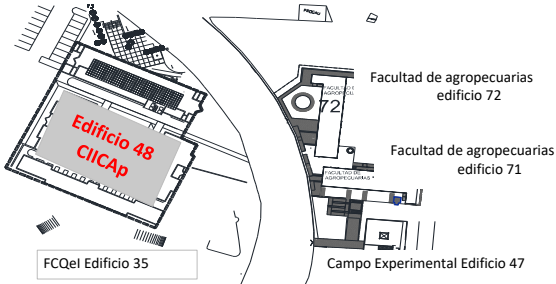 PROCAU
Facultad de agropecuarias
edificio 72
FACULTAD DE
72
Edificio 48
CIICAp
Facultad de agropecuarias
edificio 71
FACULTAD DE
AGROPECUARIAS
FCQeI Edificio 35
Campo Experimental Edificio 47